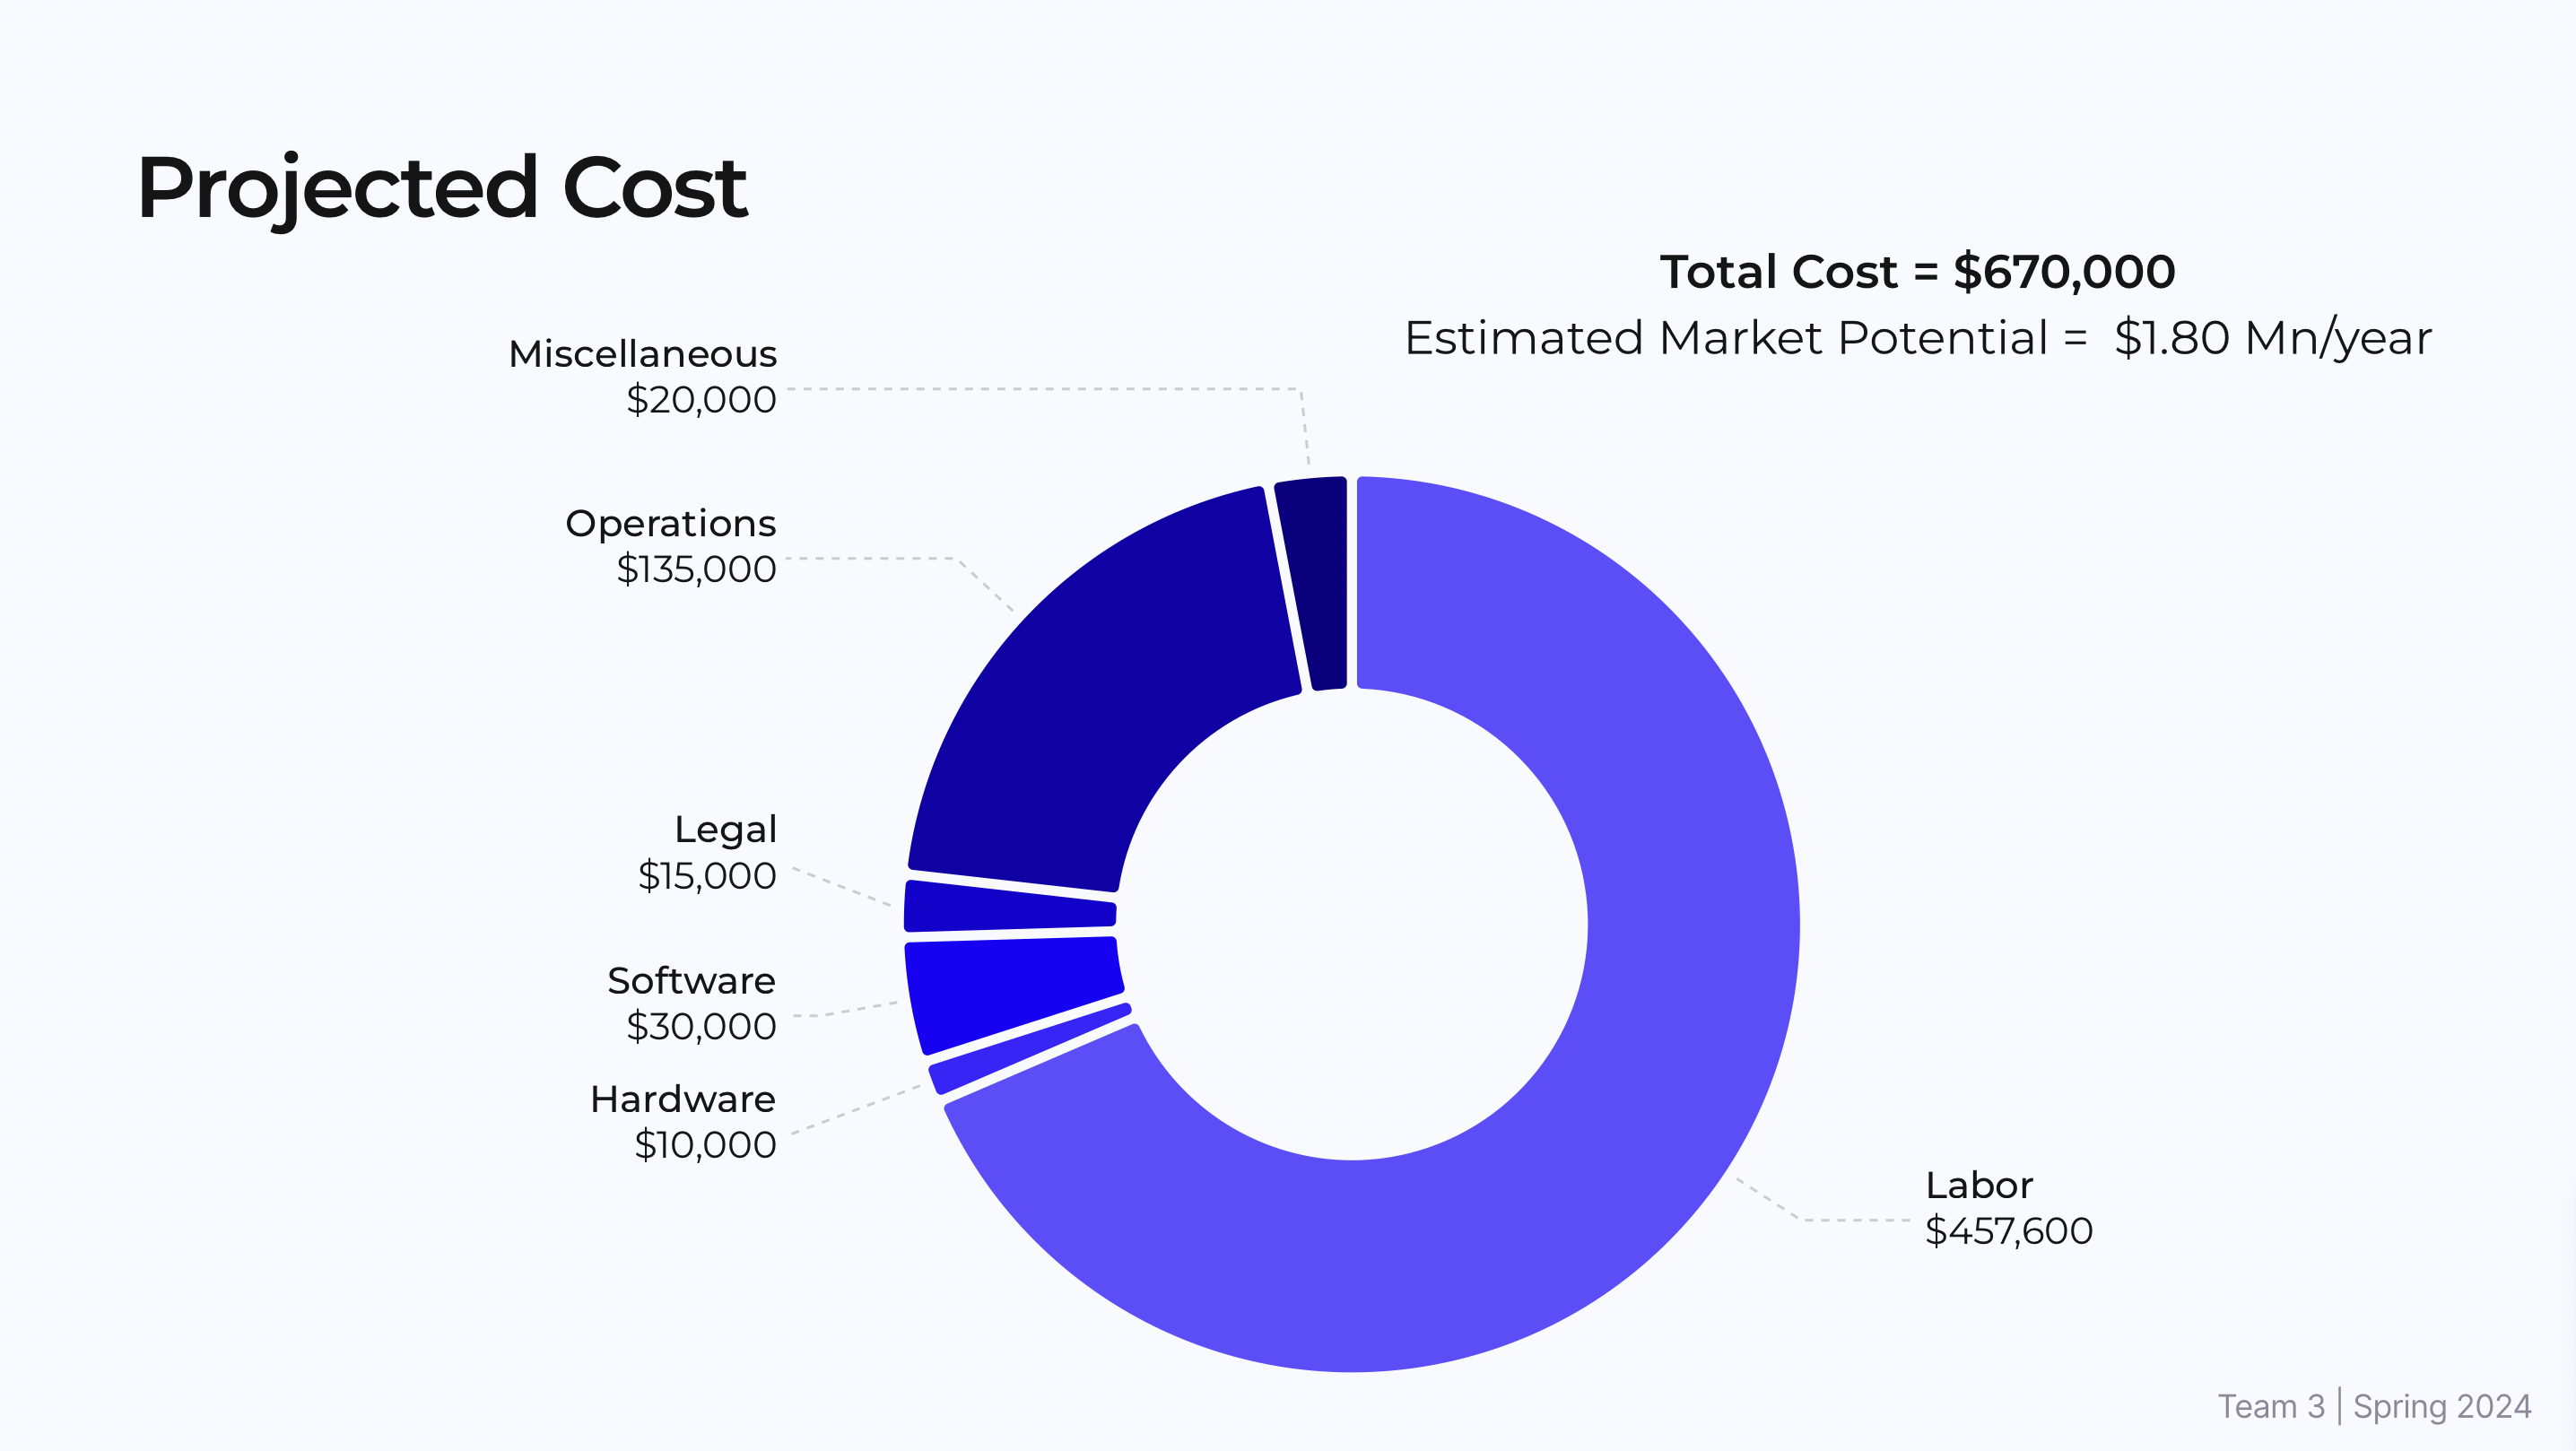 Projected Cost
Total Cost = $670,000
Estimated Market Potential = $1.80 Mn/year
Miscellaneous
$20,000
Operations
$135,000
Legal
$15,000
Software
$30,000
Hardware
$10,000
Labor
$457,600
Team 3 | Spring 2024